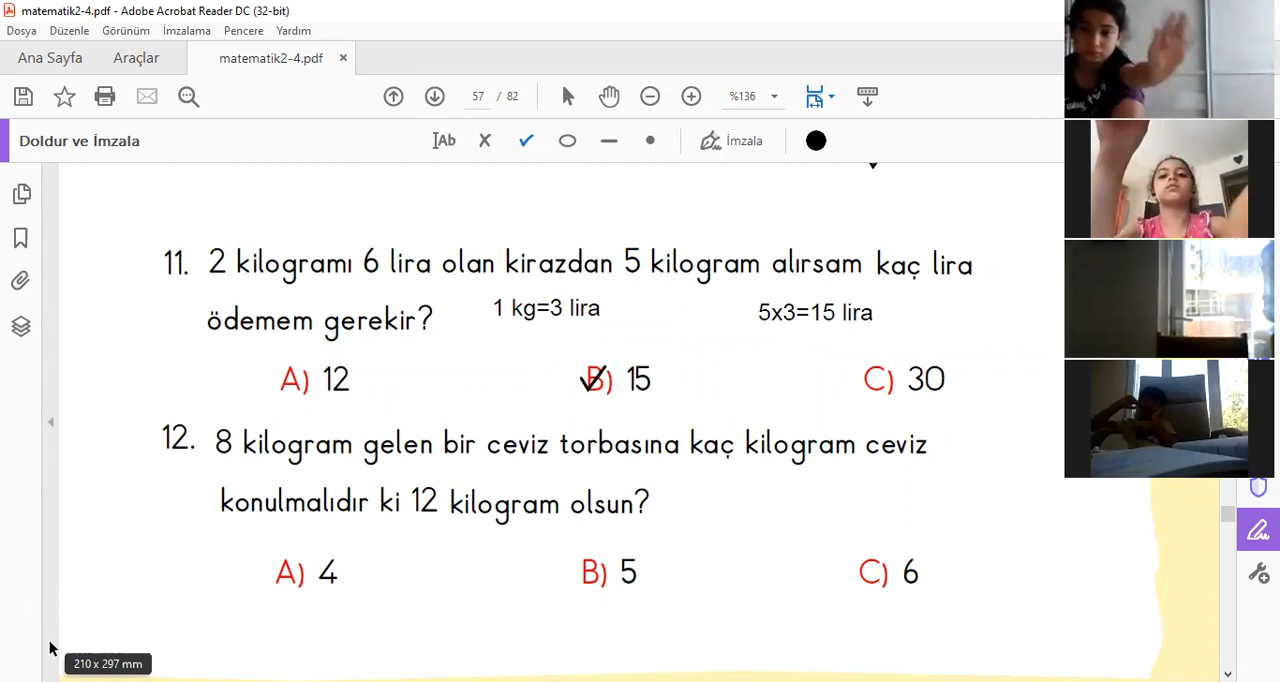 matematik2-4.pdf - Adobe Acrobat Reader DC (32-bit)
Dosya Düzenle Görünüm İmzalama Pencere Yardım
Ana Sayfa Araçlar matematik2-4.pdf ×
57 / 82 %136
Doldur ve İmzala IAb İmzala
11. 2 kilogramı 6 lira olan kirazdan 5 kilogram alırsam kaç lira
ödemem gerekir? 1 kg=3 lira 5x3=15 lira
A) 12 B) 15 C) 30
12. 8 kilogram gelen bir ceviz torbasına kaç kilogram ceviz
konulmalıdır ki 12 kilogram olsun?
A) 4 B) 5 C) 6
210 x 297 mm